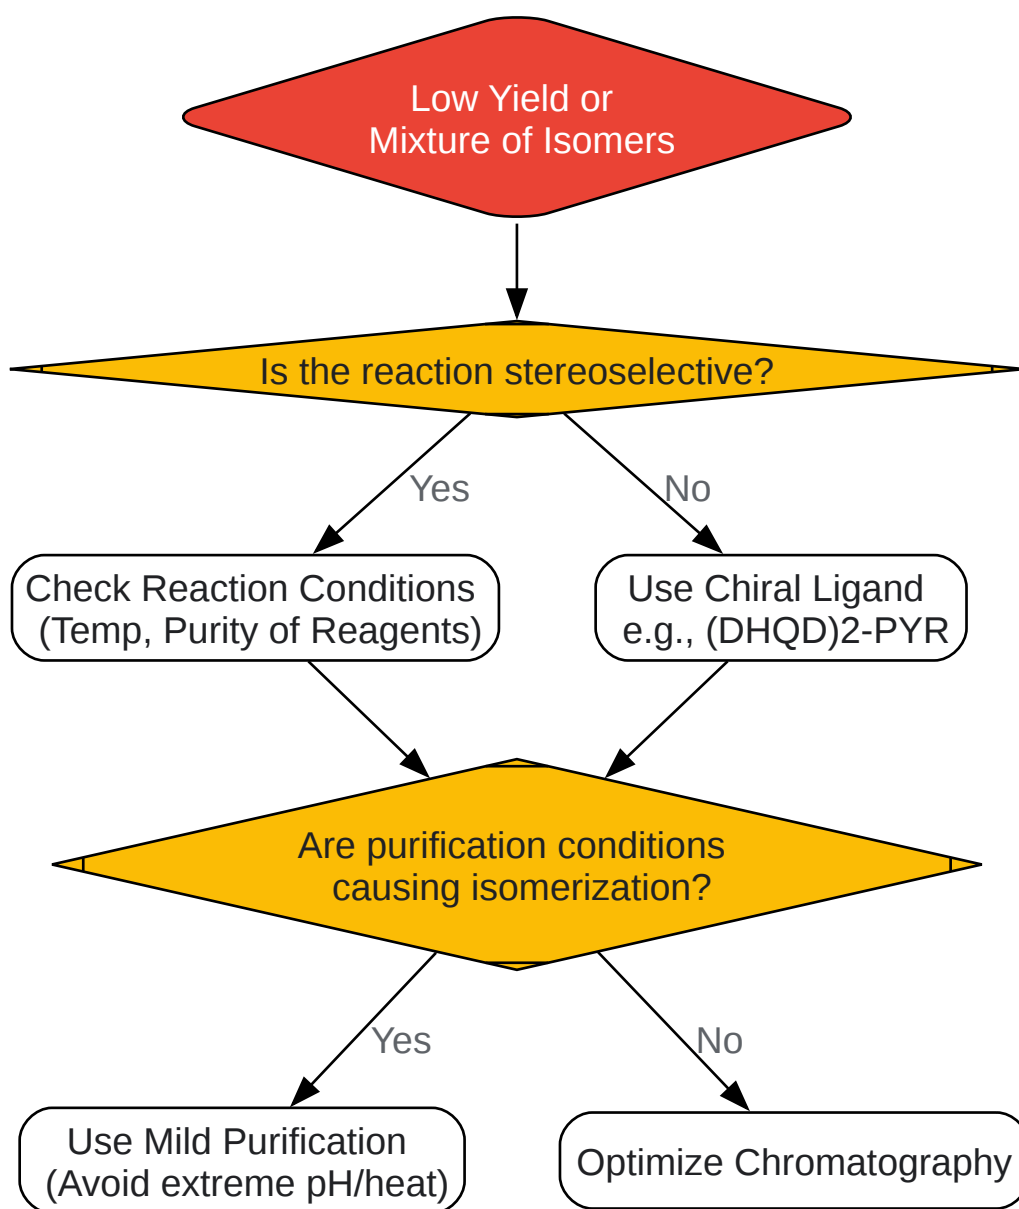 Low Yield or
Mixture of Isomers
Is the reaction stereoselective?
Yes
No
Check Reaction Conditions
(Temp, Purity of Reagents)
Use Chiral Ligand
e.g., (DHQD)2-PYR
Are purification conditions
causing isomerization?
Yes
No
Use Mild Purification
(Avoid extreme pH/heat)
Optimize Chromatography